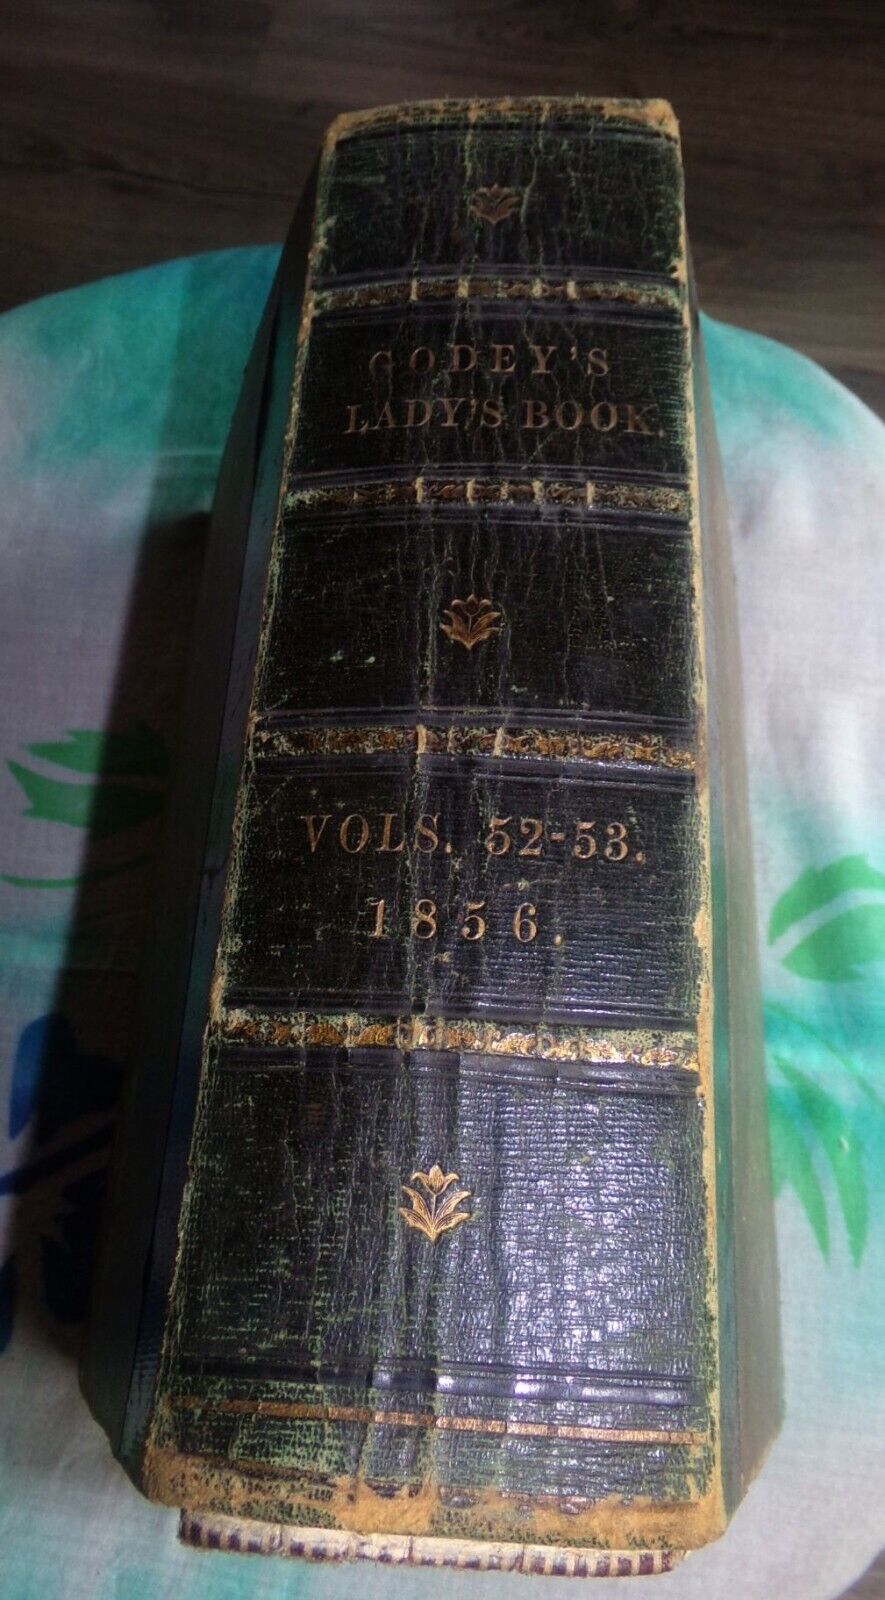 GODEY'S
LADY'S BOOK.
VOLS. 52-53.
1856.